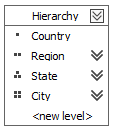 Hierarchy
Country
Region
State
City
<new level>